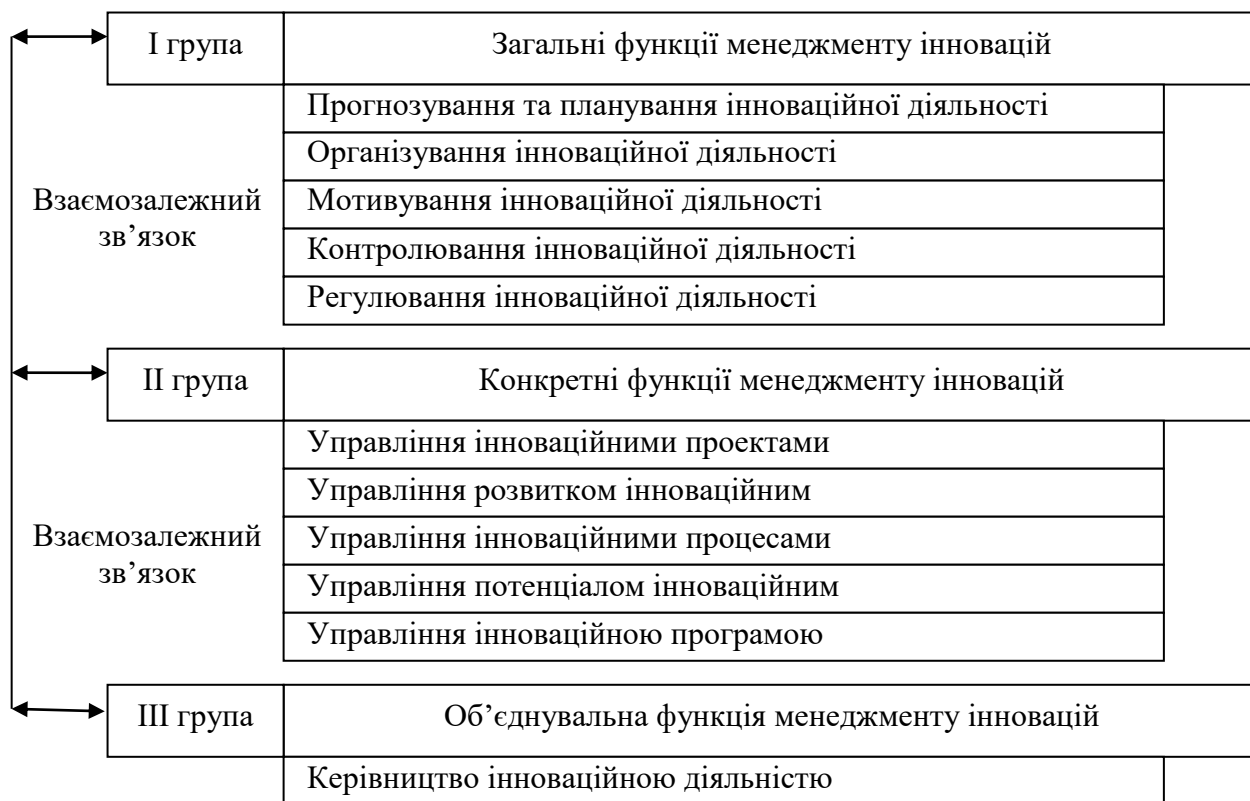 І група
Загальні функції менеджменту інновацій
Прогнозування та планування інноваційної діяльності
Організування інноваційної діяльності
Мотивування інноваційної діяльності
Контролювання інноваційної діяльності
Регулювання інноваційної діяльності
Взаємозалежний
зв’язок
ІІ група
Конкретні функції менеджменту інновацій
Управління інноваційними проектами
Управління розвитком інноваційним
Управління інноваційними процесами
Управління потенціалом інноваційним
Управління інноваційною програмою
Взаємозалежний
зв’язок
ІІІ група
Об’єднувальна функція менеджменту інновацій
Керівництво інноваційною діяльністю